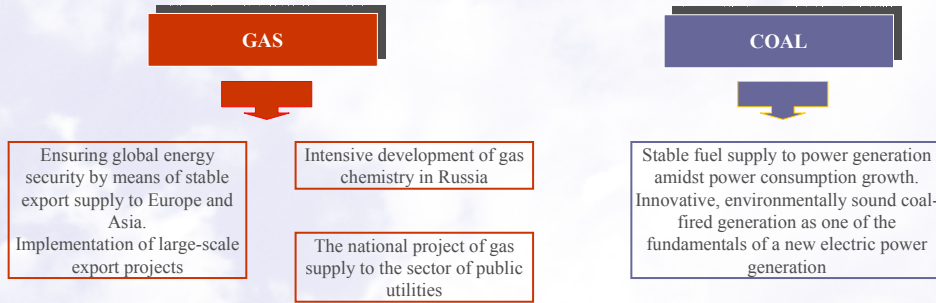 GAS
COAL
Ensuring global energy
security by means of stable
export supply to Europe and
Asia.
Implementation of large-scale
export projects
Intensive development of gas
chemistry in Russia
The national project of gas
supply to the sector of public
utilities
Stable fuel supply to power generation
amidst power consumption growth.
Innovative, environmentally sound coal-
fired generation as one of the
fundamentals of a new electric power
generation